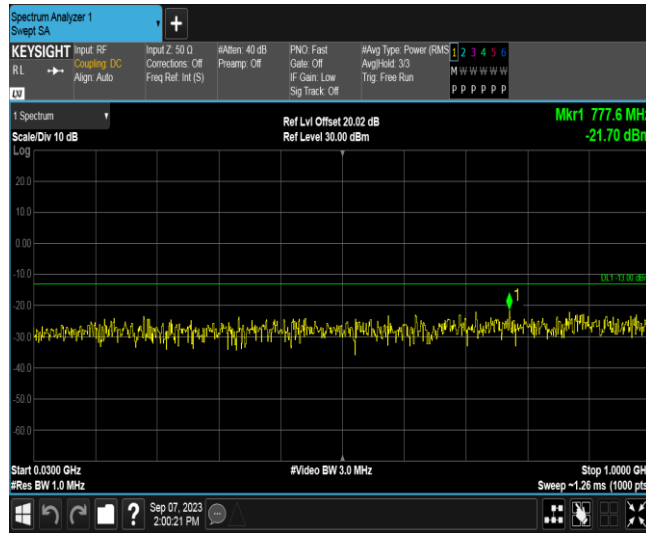 Spectrum Analyzer 1
Swept SA
+
KEYSIGHT Input: RF Input Z: 50 Ω #Atten: 40 dB PNO: Fast #Avg Type: Power (RMS 1 2 3 4 5 6
RL Coupling: DC Corrections: Off Preamp: Off Gate: Off Avg|Hold: 3/3 M W W W W W
Align: Auto Freq Ref: Int (S) IF Gain: Low Trig: Free Run
LXI Sig Track: Off P P P P P P
1 Spectrum Ref Lvl Offset 20.02 dB Mkr1 777.6 MH
Scale/Div 10 dB Ref Level 30.00 dBm -21.70 dB
Log
20.0
10.0
0.00
-10.0 DL1 -13.00 dB
1
-20.0
-30.0
-40.0
-50.0
-60.0
Start 0.0300 GHz #Video BW 3.0 MHz Stop 1.0000 GH
#Res BW 1.0 MHz Sweep ~1.26 ms (1000 pts
? Sep 07, 2023
2:00:21 PM